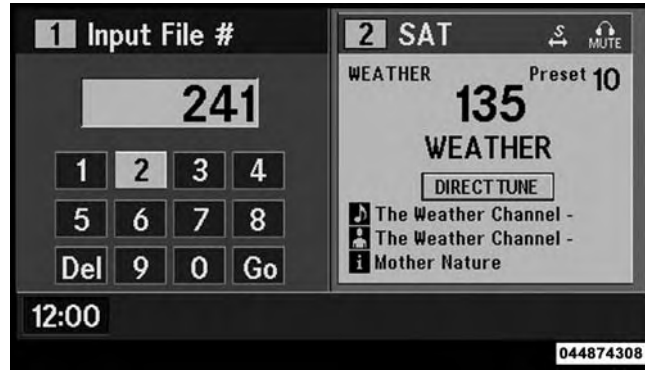 1 Input File #
241
1 2 3 4
5 6 7 8
Del 9 0 Go
2 SAT S MUTE
WEATHER Preset 10
135
WEATHER
DIRECT TUNE
The Weather Channel -
The Weather Channel -
i Mother Nature
12:00
044874308